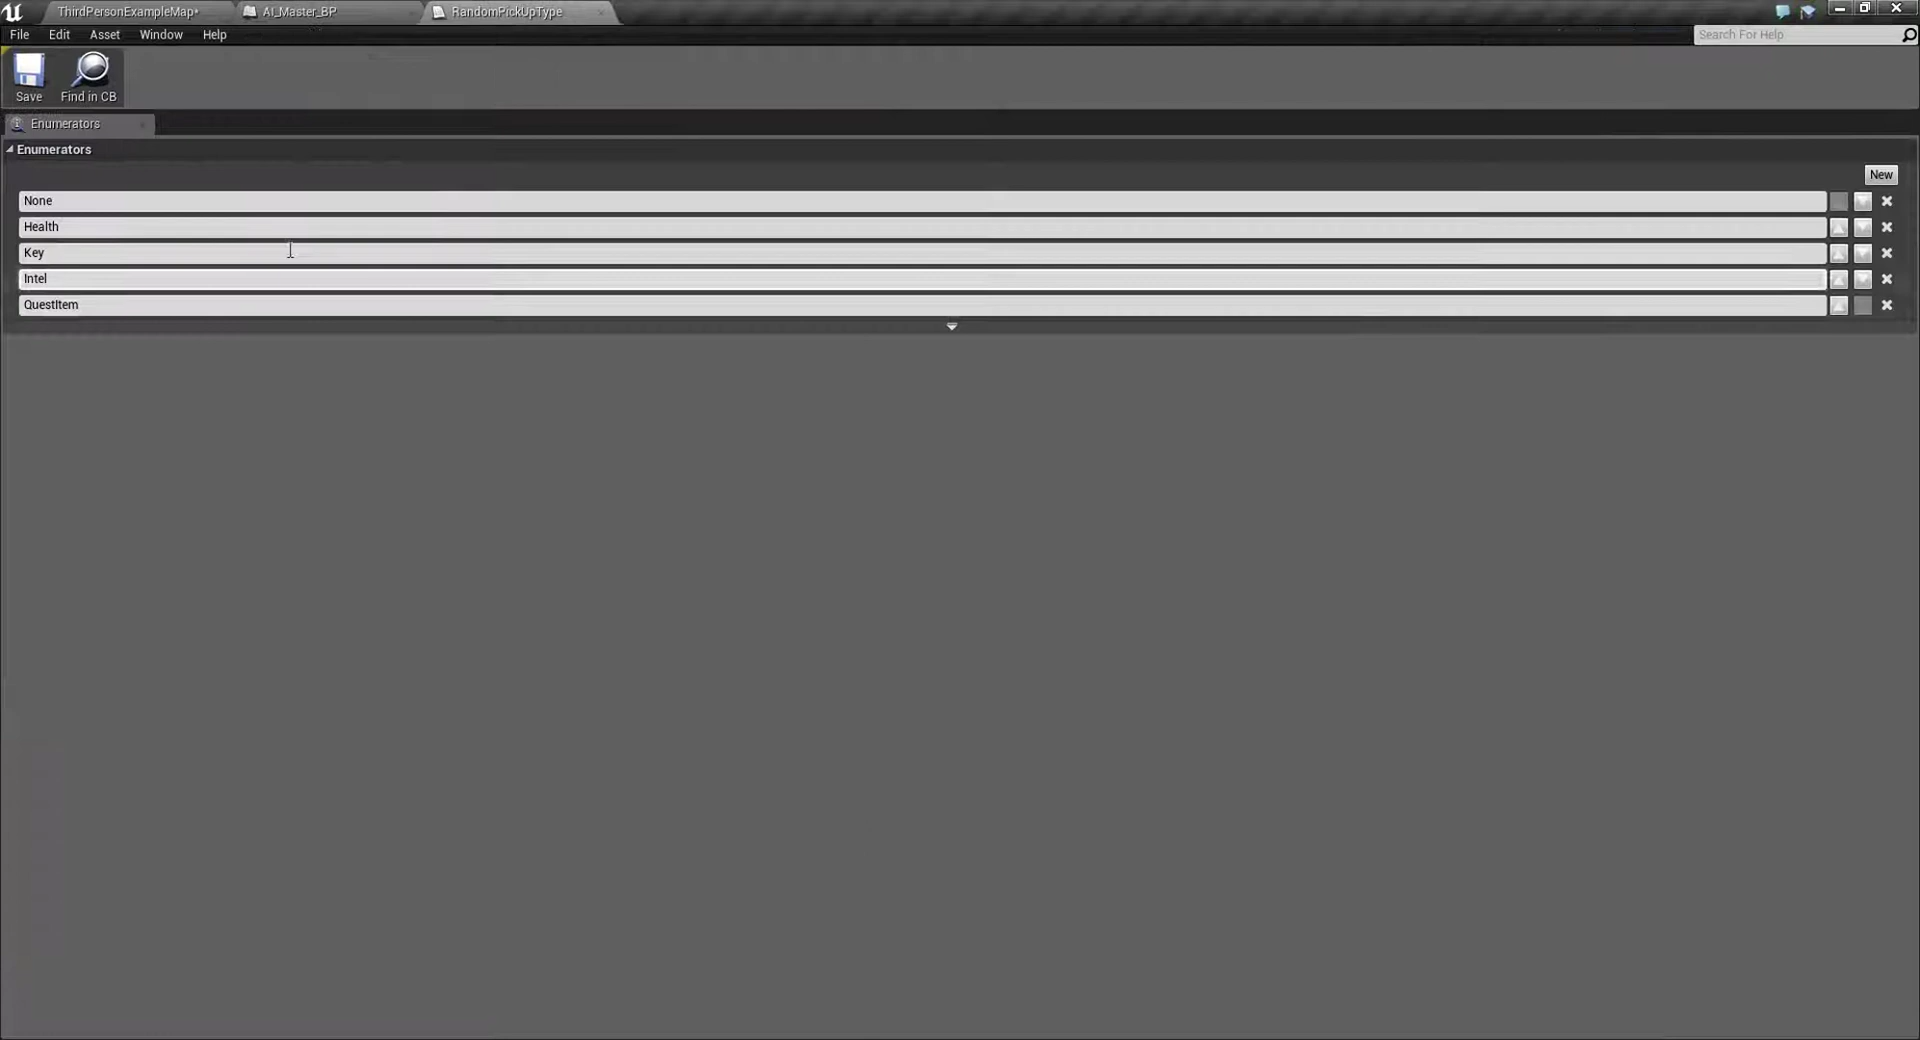 ThirdPersonExampleMap* AI_Master_BP RandomPickUpType
File Edit Asset Window Help Search For Help
Save Find in CB
Enumerators
Enumerators
New
None
Health
Key
Intel
QuestItem